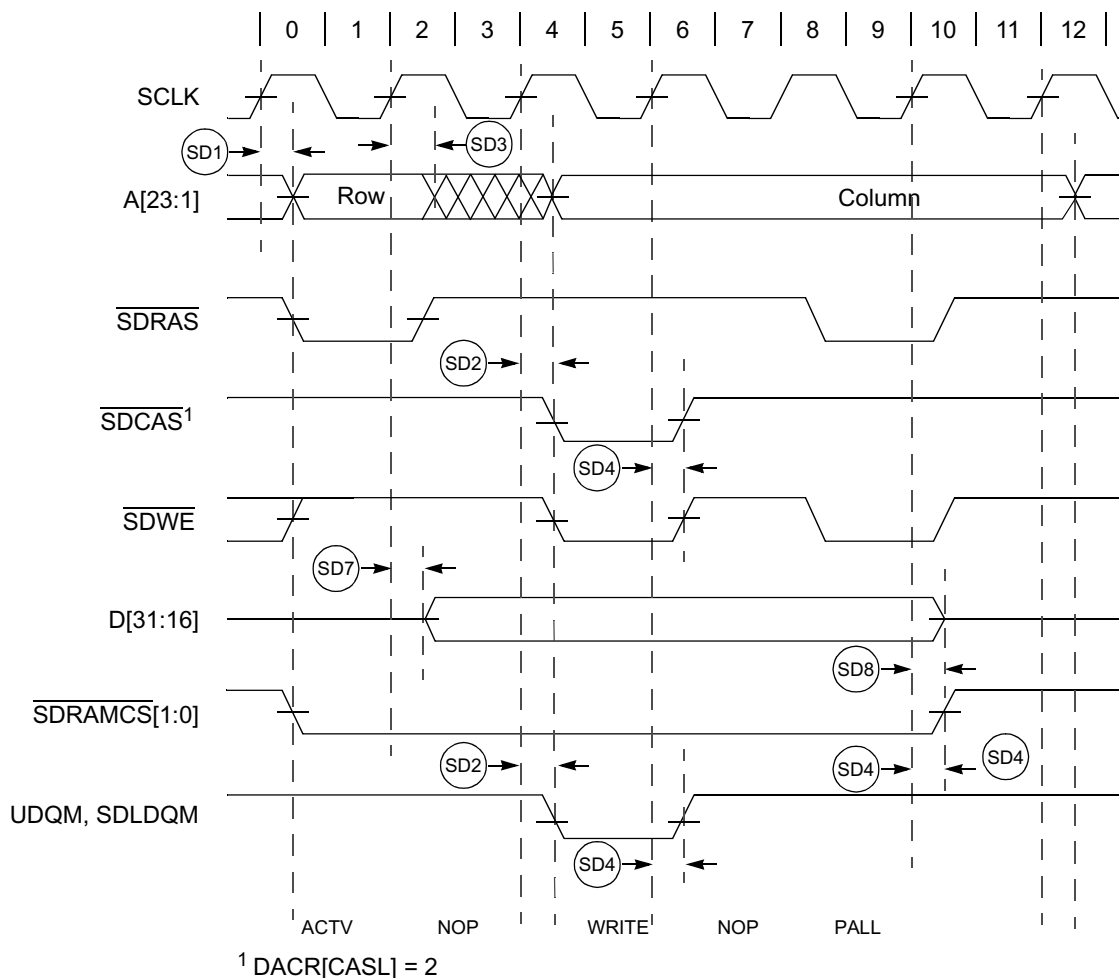 0 1 2 3 4 5 6 7 8 9 10 11 12
SCLK
SD1 SD3
A[23:1] Row Column
SDRAS
SD2
SDCAS1
SD4
SDWE
SD7
D[31:16]
SD8
SDRAMCS[1:0]
SD2 SD4 SD4
UDQM, SDLDQM
SD4
ACTV NOP WRITE NOP PALL
1 DACR[CASL] = 2